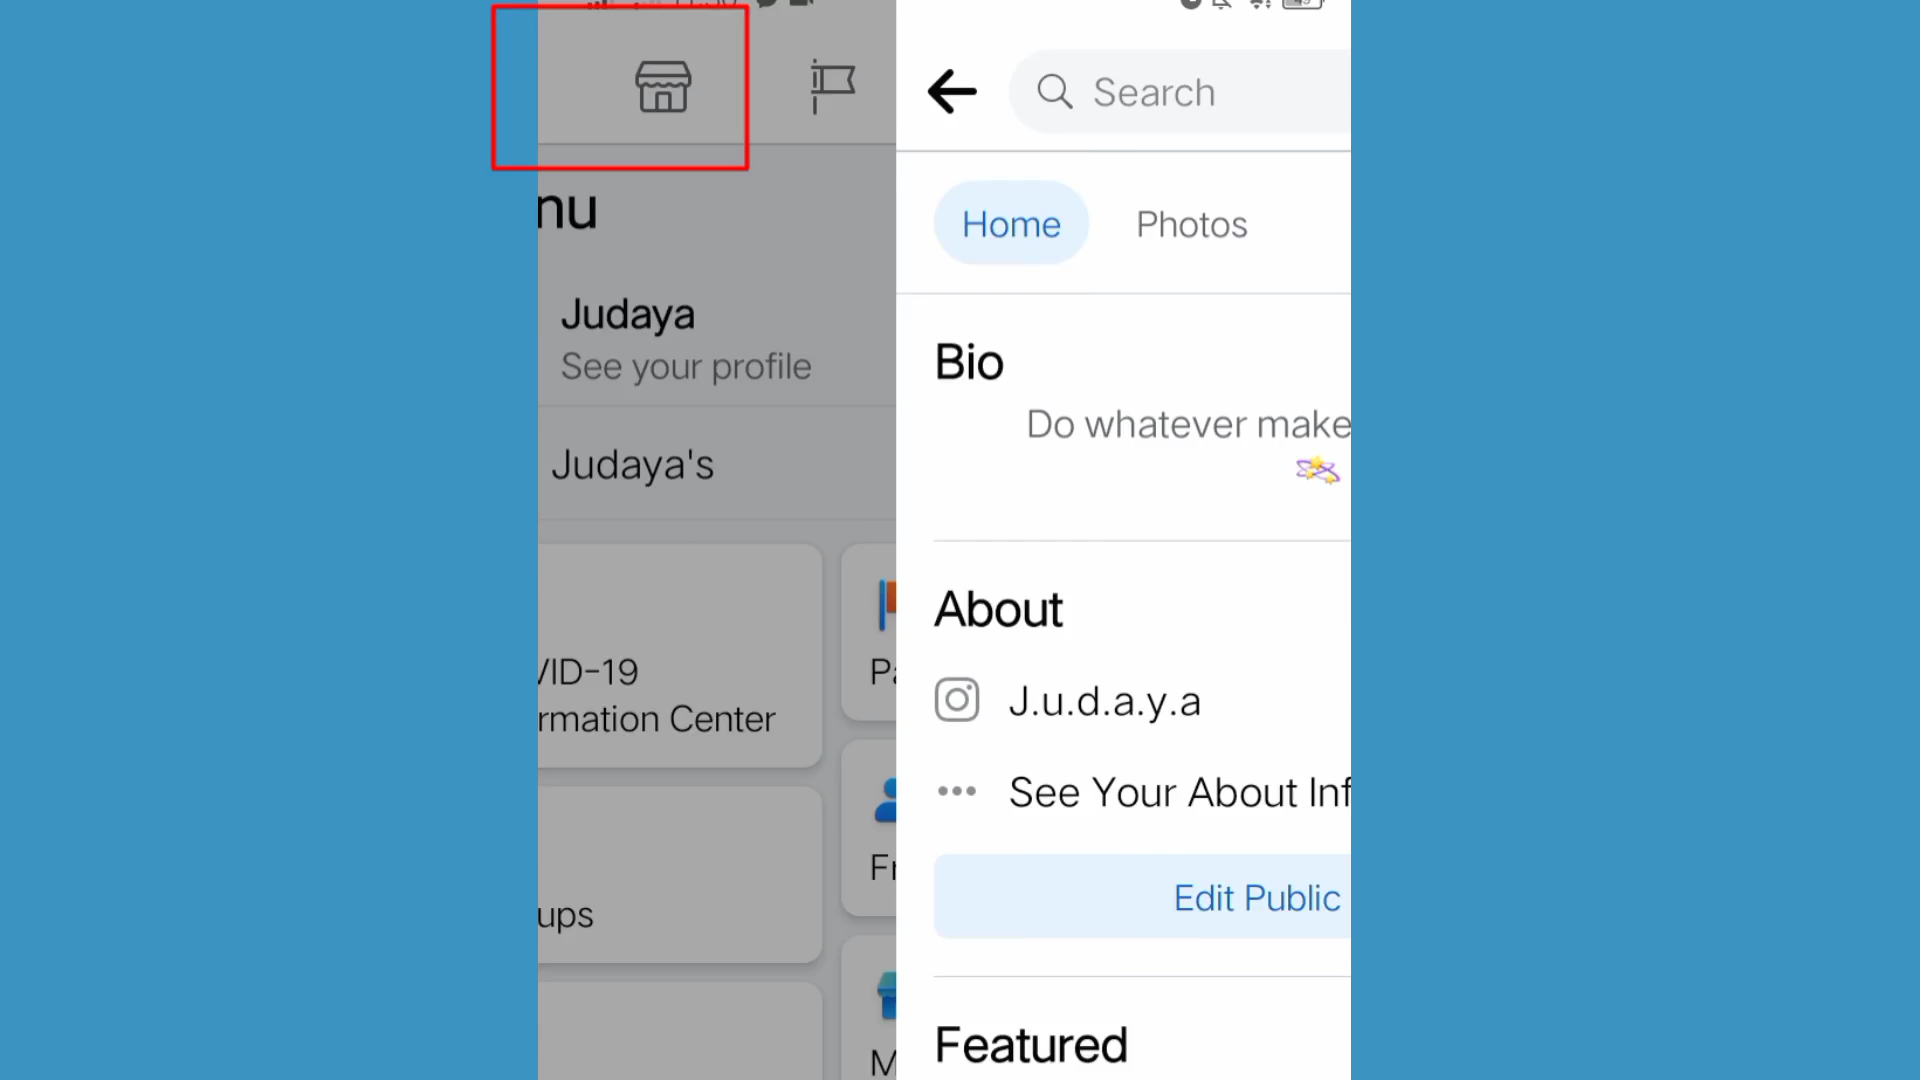 nu
Judaya
See your profile
Judaya's
VID-19
rmation Center
ups
Search
Home
Photos
Bio
Do whatever make
About
J.u.d.a.y.a
See Your About Inf
Edit Public
Featured